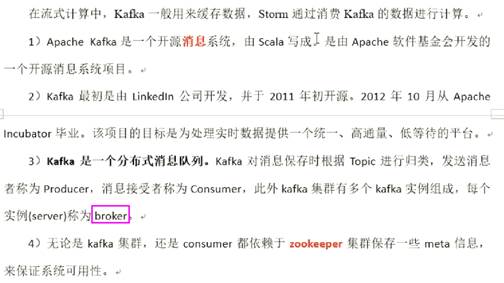 在流式计算中，Kafka 一般用来缓存数据，Storm 通过消费 Kafka 的数据进行计算。
1）Apache Kafka 是一个开源消息系统，由 Scala 写成。是由 Apache 软件基金会开发的
一个开源消息系统项目。
2）Kafka 最初是由 LinkedIn 公司开发，并于 2011 年初开源。2012 年 10 月从 Apache
Incubator 毕业。该项目的目标是为处理实时数据提供一个统一、高通量、低等待的平台。
3）Kafka 是一个分布式消息队列。Kafka 对消息保存时根据 Topic 进行归类，发送消息
者称为 Producer，消息接受者称为 Consumer，此外 kafka 集群有多个 kafka 实例组成，每个
实例(server)称为 broker。
4）无论是 kafka 集群，还是 consumer 都依赖于 zookeeper 集群保存一些 meta 信息，
来保证系统可用性。